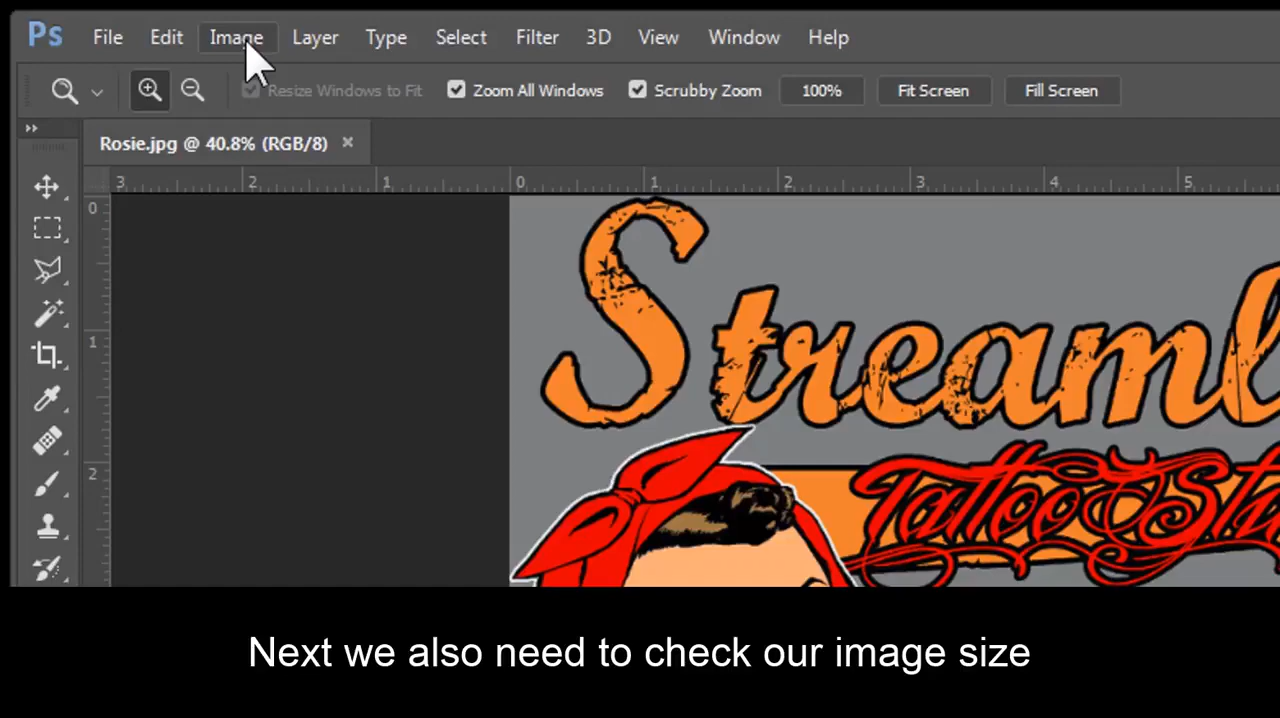 Ps File Edit Image Layer Type Select Filter 3D View Window Help
Resize Windows to Fit Zoom All Windows Scrubby Zoom 100% Fit Screen Fill Screen
Rosie.jpg @ 40.8% (RGB/8) ×
3 2 1 0 1 2 3 4 5
0
1
2
Streaml
Tattoo Sta
Next we also need to check our image size